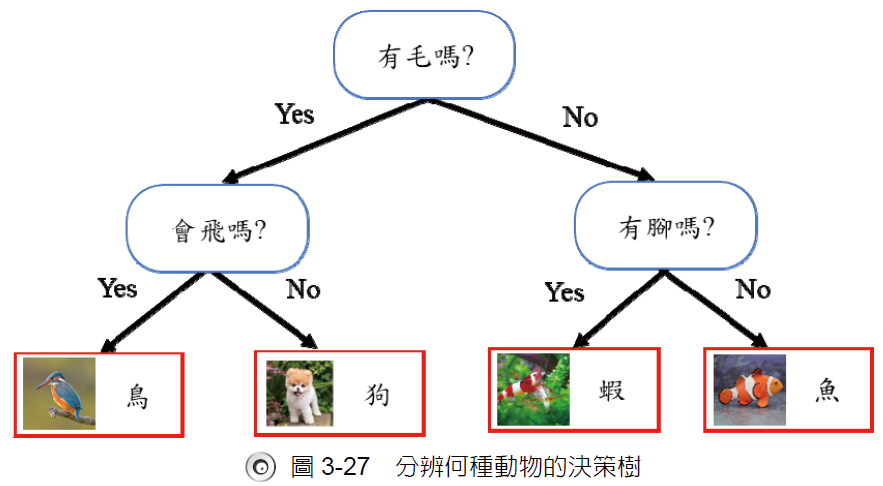 有毛嗎?
Yes
No
會飛嗎?
有腳嗎?
Yes
No
Yes
No
鳥
狗
蝦
魚
圖 3-27 分辨何種動物的決策樹